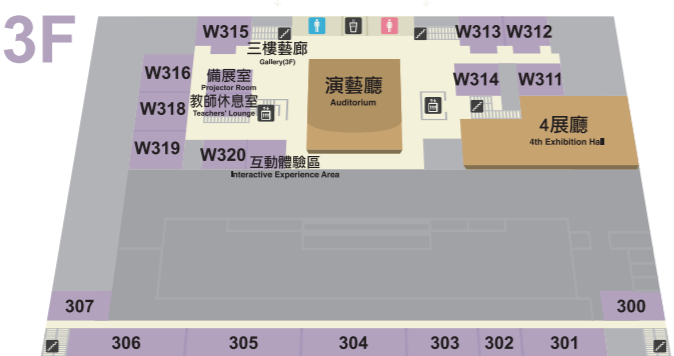 3F
W315
W313
W312
三樓藝廊
Gallery(3F)
W316
備展室
Projector Room
演藝廳
Auditorium
W314
W311
W318
教師休息室
Teachers' Lounge
4展廳
4th Exhibition Hall
W319
W320
互動體驗區
Interactive Experience Area
307
300
306
305
304
303
302
301